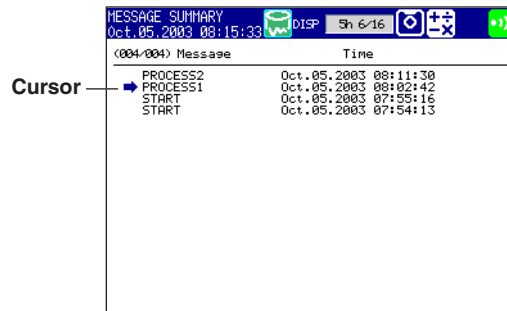 MESSAGE SUMMARY
Oct.05.2003 08:15:33
DISP
5h 6/16
(004/004) Message Time
PROCESS2 Oct.05.2003 08:11:30
Cursor
PROCESS1 Oct.05.2003 08:02:42
START Oct.05.2003 07:55:16
START Oct.05.2003 07:54:13